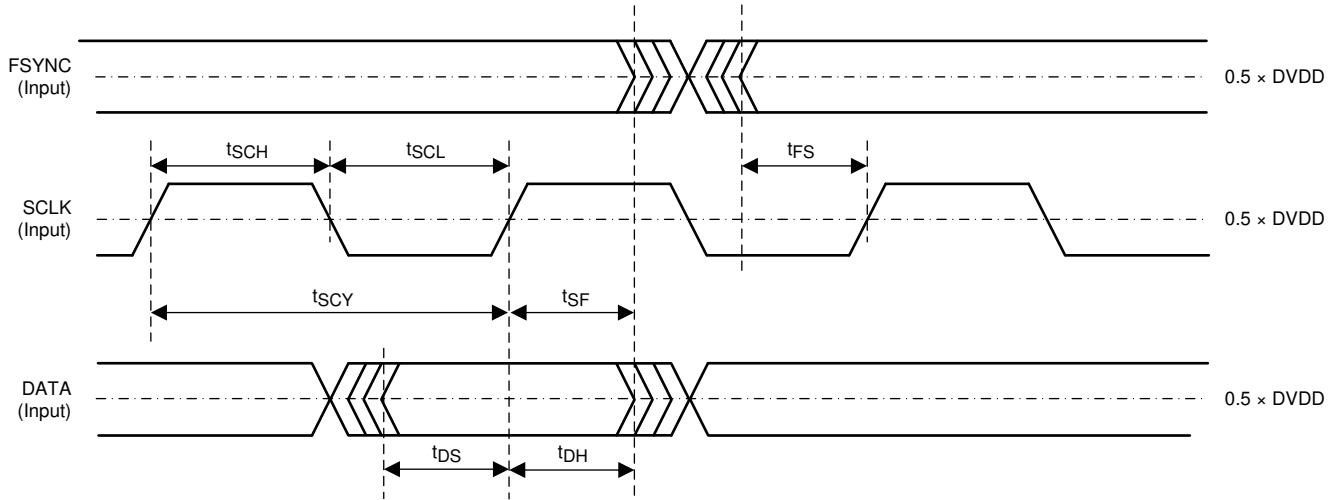 FSYNC
(Input)
0.5 × DVDD
tSCH
tSCL
tFS
SCLK
(Input)
0.5 × DVDD
tSCY
tSF
DATA
(Input)
0.5 × DVDD
tDS
tDH